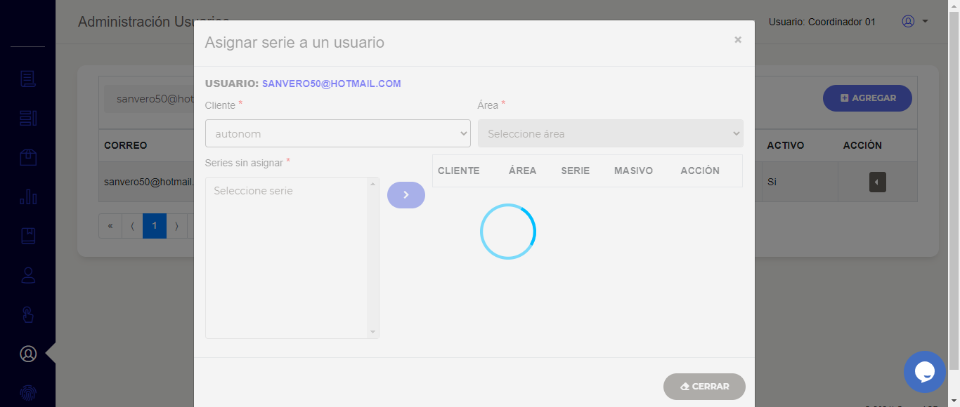 Administración Usuarios
Usuario: Coordinador 01
Asignar serie a un usuario
×
USUARIO: SANVERO50@HOTMAIL.COM
Cliente *
Área *
autonom
Seleccione área
Series sin asignar *
Seleccione serie
CLIENTE ÁREA SERIE MASIVO ACCIÓN
CERRAR
sanvero50@hot
AGREGAR
CORREO
ACTIVO ACCIÓN
sanvero50@hotmail.
Si
« ⟨ 1 ⟩